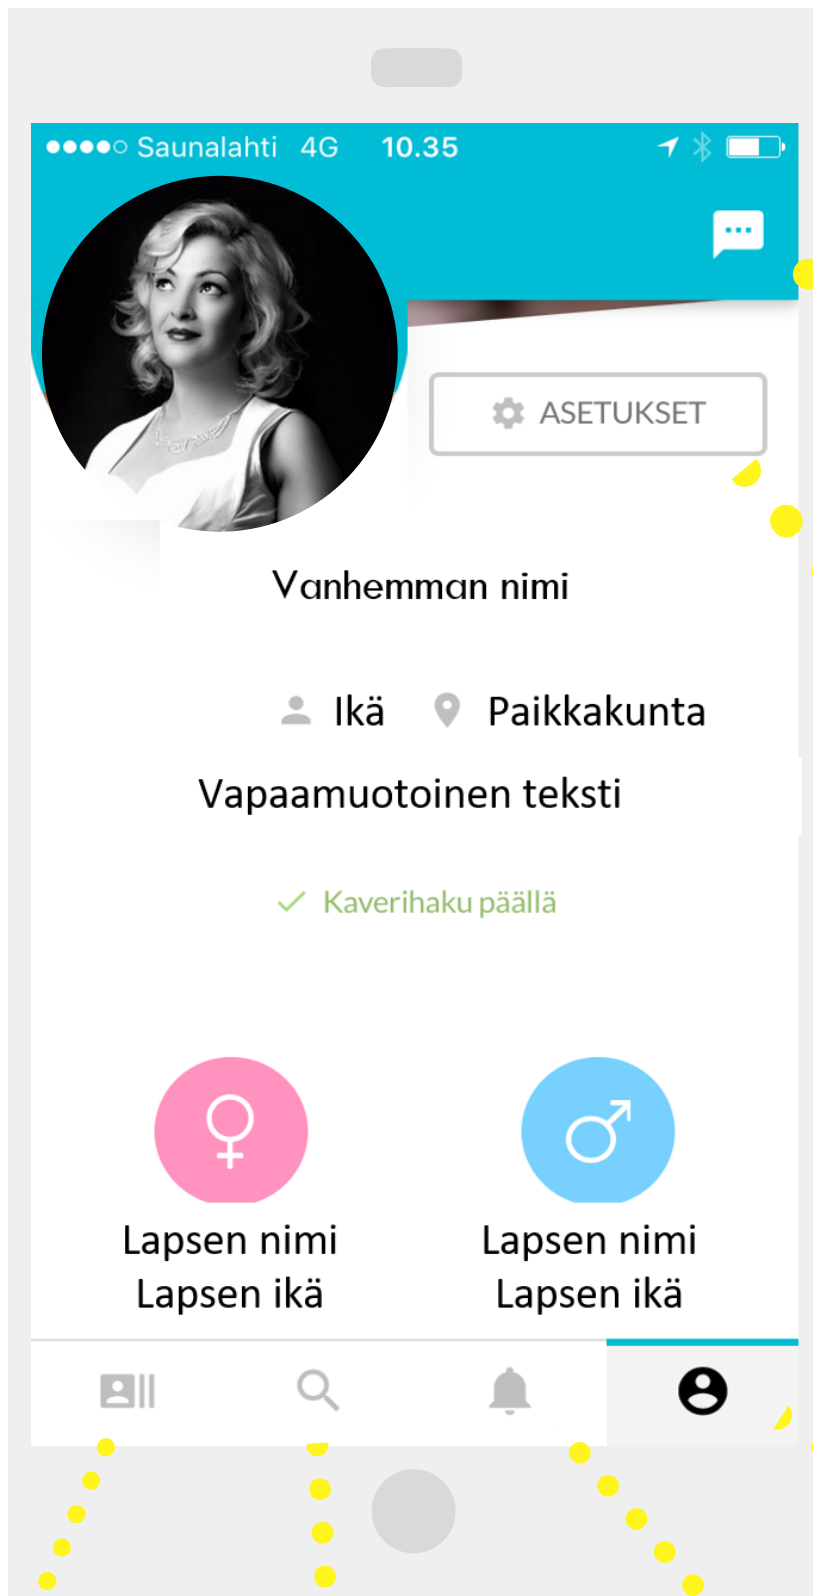 Saunalahti 4G 10.35
ASETUKSET
Vanhemman nimi
Ikä Paikkakunta
Vapaamuotoinen teksti
Kaverihaku päällä
Lapsen nimi Lapsen nimi
Lapsen ikä Lapsen ikä